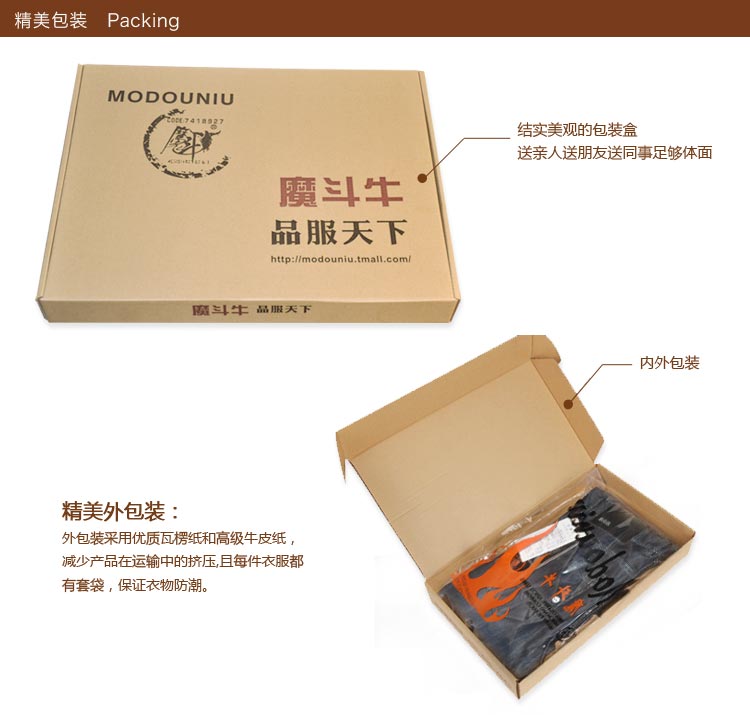 精美包装 Packing
MODOUNIU
CODE:7418927
魔斗牛
品服天下
http://modouniu.tmall.com/
魔斗牛 品服天下
结实美观的包装盒
送亲人送朋友送同事足够体面
内外包装
精美外包装：
外包装采用优质瓦楞纸和高级牛皮纸，
减少产品在运输中的挤压,且每件衣服都
有套袋，保证衣物防潮。